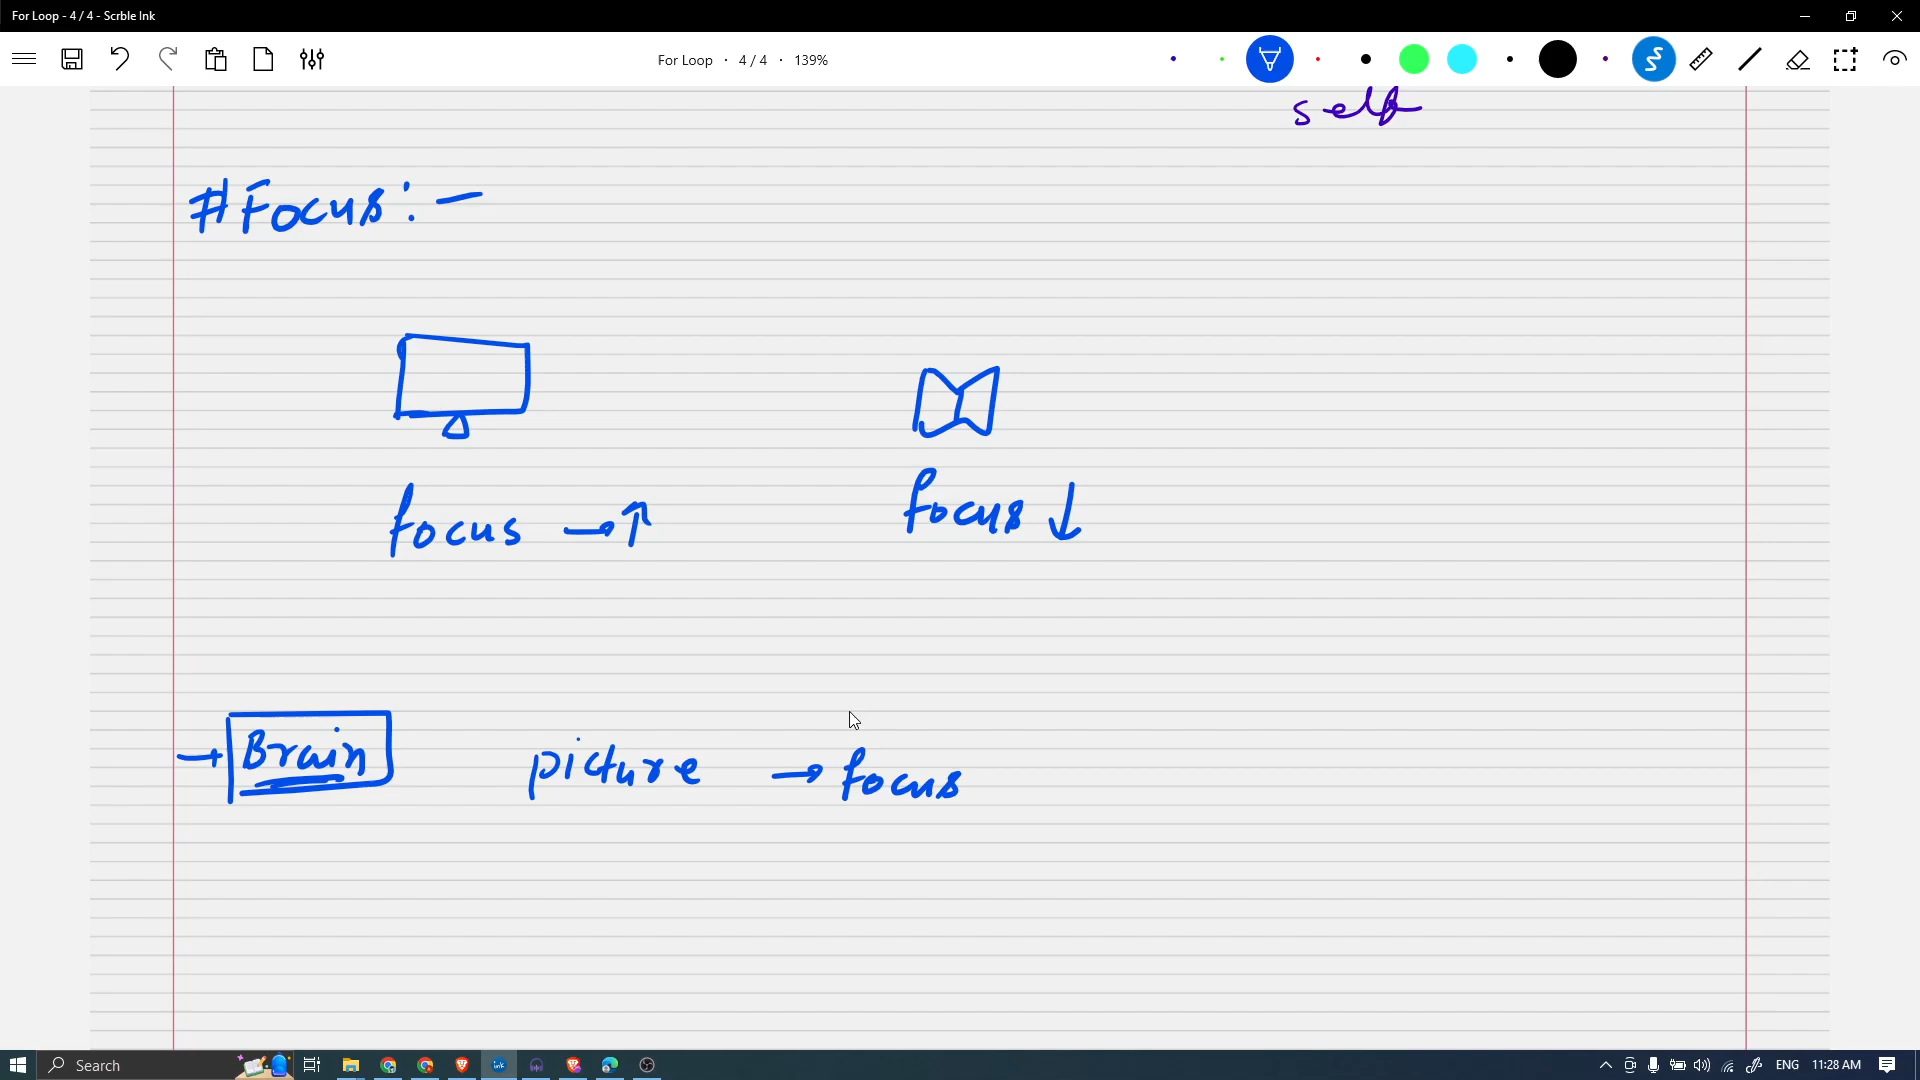 For Loop - 4 / 4 - Scrble Ink
For Loop · 4 / 4 · 139%
self
#Focus: -
focus →↑
focus ↓
→ Brain picture → focus
Search
ink
ENG 11:28 AM